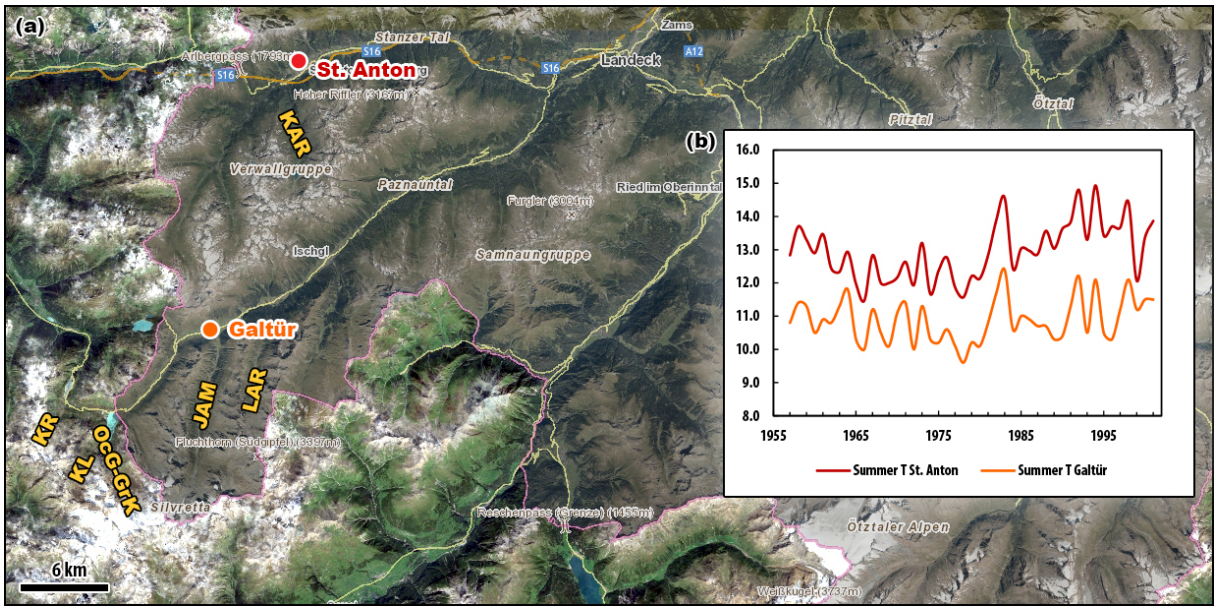 (a)
Zams
Stanzer Tal
S16
A12
Arlbergpass (1793m)
St. Anton
S16
S16
Landeck
Hoher Riffler (3167m)
Ötztal
Pitztal
KAR
(b)
Verwallgruppe
Paznauntal
Ried im Oberinntal
Furgler (3004m)
Ischgl
Samnaungruppe
Galtür
JAM
LAR
KR
OcG-GrK
KL
Fluchthorn (Südgipfel) (3397m)
Silvretta
Reschenpass (Grenze) (1455m)
Ötztaler Alpen
Weißkugel (3737m)
6 km
16.0
15.0
14.0
13.0
12.0
11.0
10.0
9.0
8.0
1955
1965
1975
1985
1995
Summer T St. Anton
Summer T Galtür